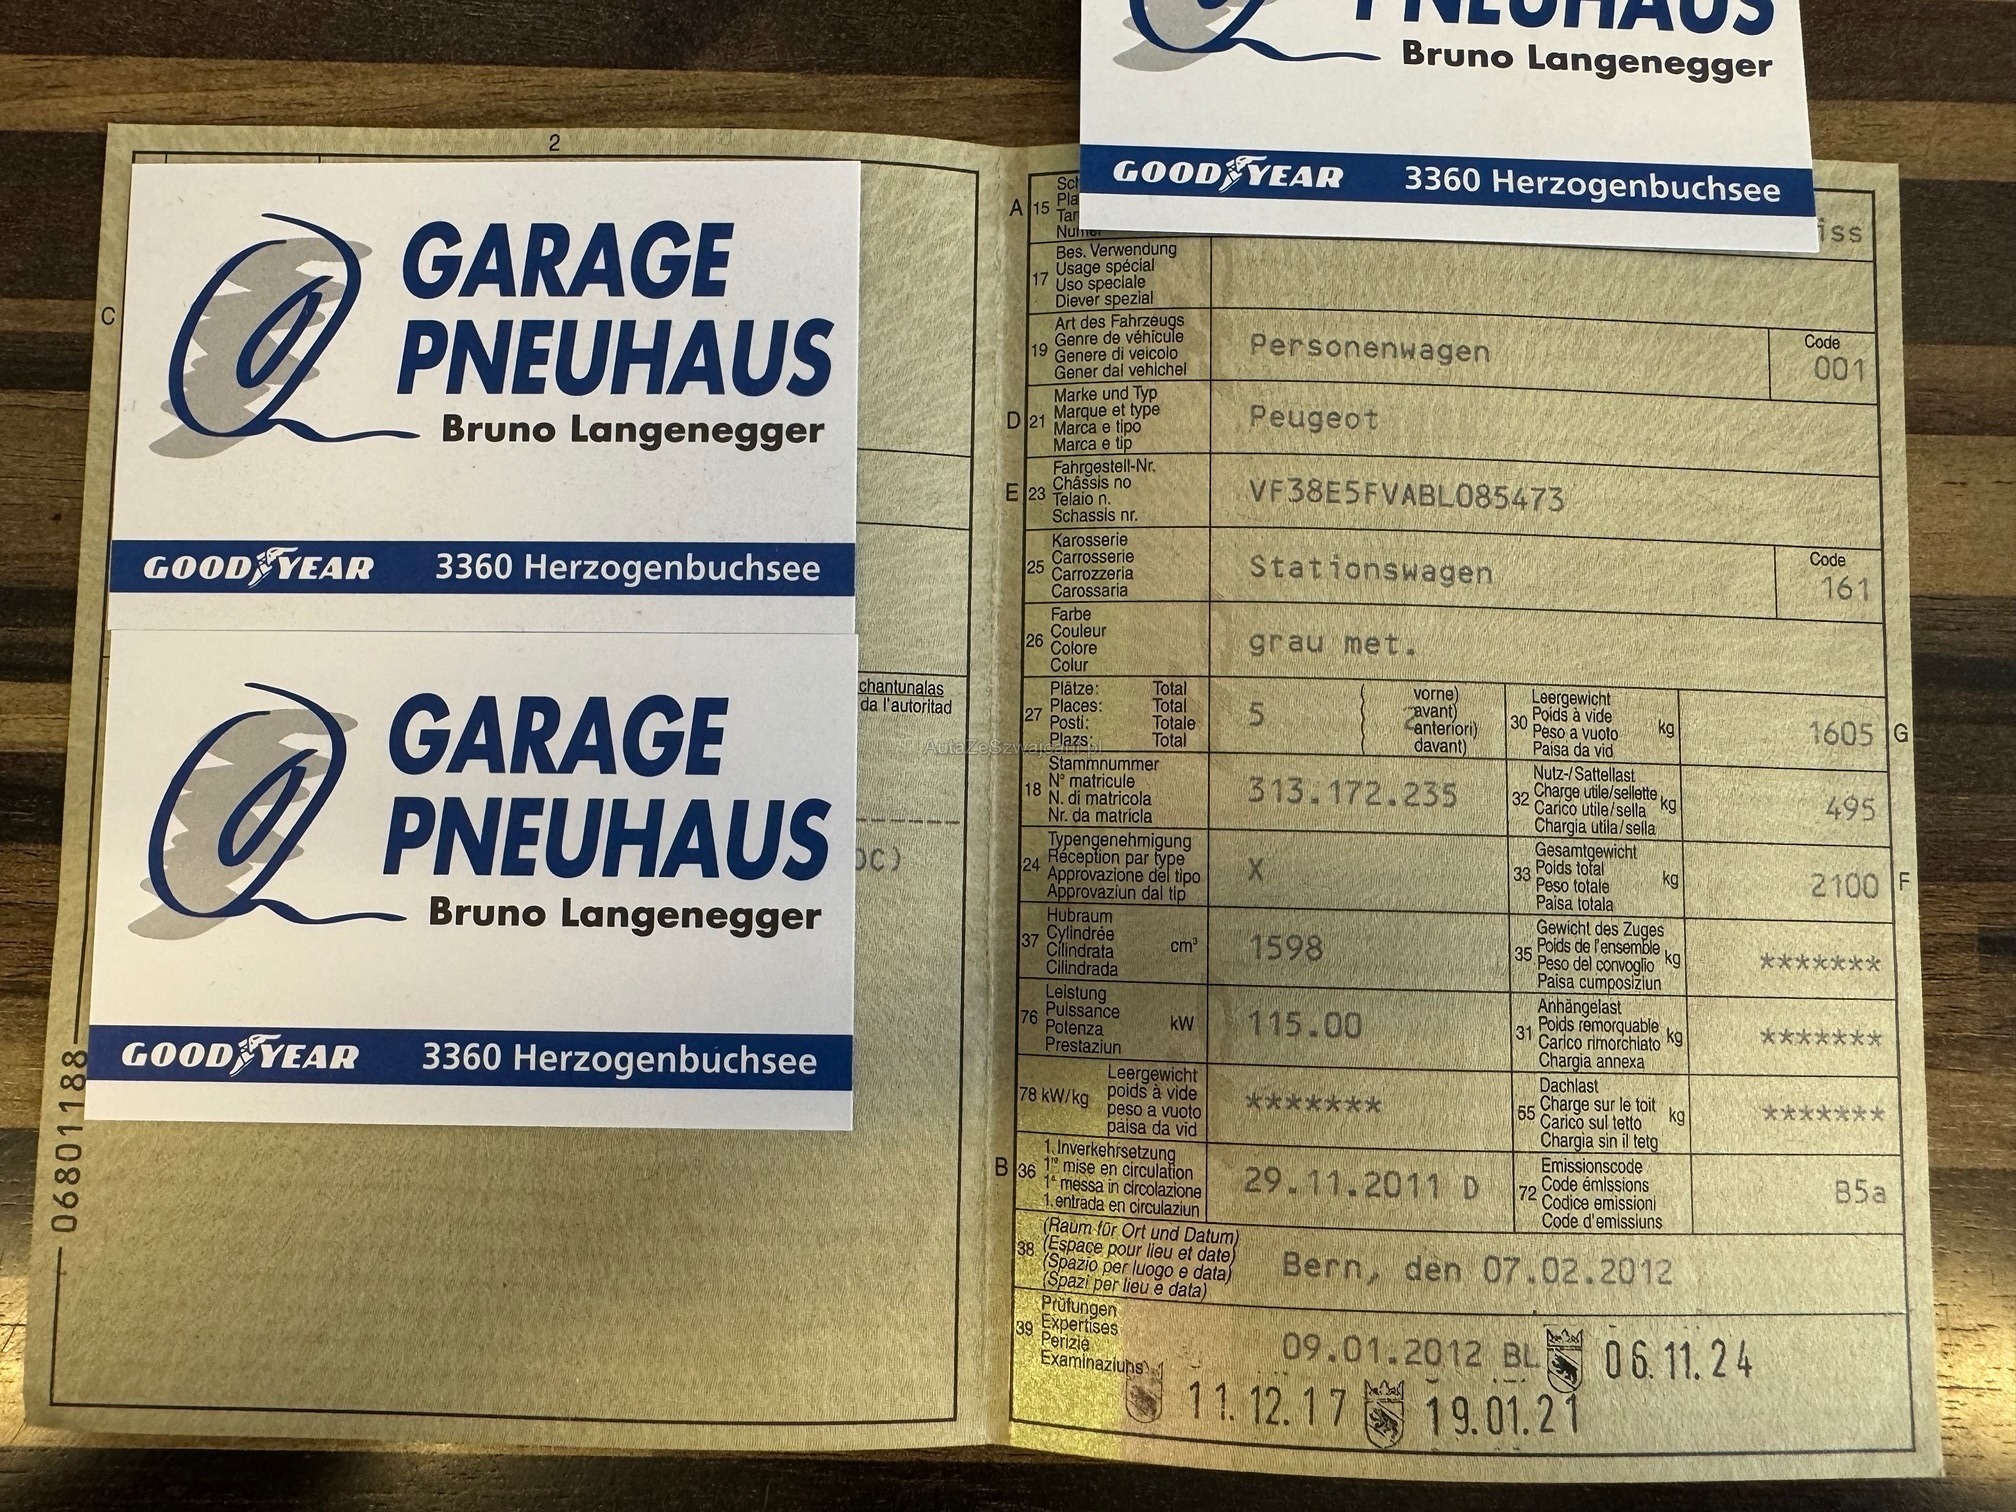 PNEUHAUS
Bruno Langenegger
GOODYEAR 3360 Herzogenbuchsee
2
C
GARAGE
PNEUHAUS
Bruno Langenegger
GOODYEAR 3360 Herzogenbuchsee
GARAGE
PNEUHAUS
Bruno Langenegger
GOODYEAR 3360 Herzogenbuchsee
chantunalas
da l'autoritad
OC)
06801188
AutaZeSzwajcarii.pl
A 15
iss
17 Bes. Verwendung
Usage spécial
Uso speciale
Diever spezial
19 Art des Fahrzeugs
Genre de véhicule
Genere di veicolo
Gener dal vehichel
Personenwagen
Code
001
D 21 Marke und Typ
Marque et type
Marca e tipo
Marca e tip
Peugeot
E 23 Fahrgestell-Nr.
Châssis no
Telaio n.
Schassis nr.
VF38E5FVABL085473
25 Karosserie
Carrosserie
Carrozzeria
Carossaria
Stationswagen
Code
161
26 Farbe
Couleur
Colore
Colur
grau met.
27 Plätze: Total
Places: Total
Posti: Totale
Plazs: Total
5
( vorne)
( avant)
2
( anteriori)
( davant)
30 Leergewicht
Poids à vide
Peso a vuoto
Paisa da vid
kg
1605 G
18 Stammnummer
N° matricule
N. di matricola
Nr. da matricla
313.172.235
32 Nutz-/Sattellast
Charge utile/sellette
Carico utile/sella
Chargia utila/sella
kg
495
24 Typengenehmigung
Réception par type
Approvazione del tipo
Approvaziun dal tip
X
33 Gesamtgewicht
Poids total
Peso totale
Paisa totala
kg
2100 F
37 Hubraum
Cylindrée
Cilindrata
Cilindrada
cm³
1598
35 Gewicht des Zuges
Poids de l'ensemble
Peso del convoglio
Paisa cumposiziun
kg
*******
76 Leistung
Puissance
Potenza
Prestaziun
kW
115.00
31 Anhängelast
Poids remorquable
Carico rimorchiato
Chargia annexa
kg
*******
78 kW/kg Leergewicht
poids à vide
peso a vuoto
paisa da vid
*******
55 Dachlast
Charge sur le toit
Carico sul tetto
Chargia sin il tetg
kg
*******
B 36 1. Inverkehrsetzung
1re mise en circulation
1a messa in circolazione
1. entrada en circulaziun
29.11.2011 D
72 Emissionscode
Code émissions
Codice emissioni
Code d'emissiuns
B5a
38 (Raum für Ort und Datum)
(Espace pour lieu et date)
(Spazio per luogo e data)
(Spazi per lieu e data)
Bern, den 07.02.2012
39 Prüfungen
Expertises
Perizie
Examinaziuns
09.01.2012 BL 06.11.24
11.12.17 19.01.21